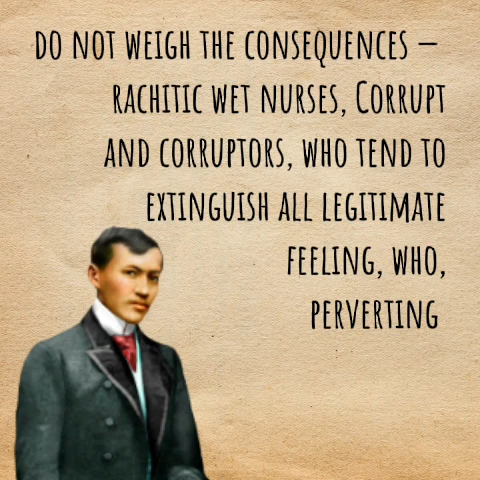 DO NOT WEIGH THE CONSEQUENCES –
RACHITIC WET NURSES, CORRUPT
AND CORRUPTORS, WHO TEND TO
EXTINGUISH ALL LEGITIMATE
FEELING, WHO,
PERVERTING